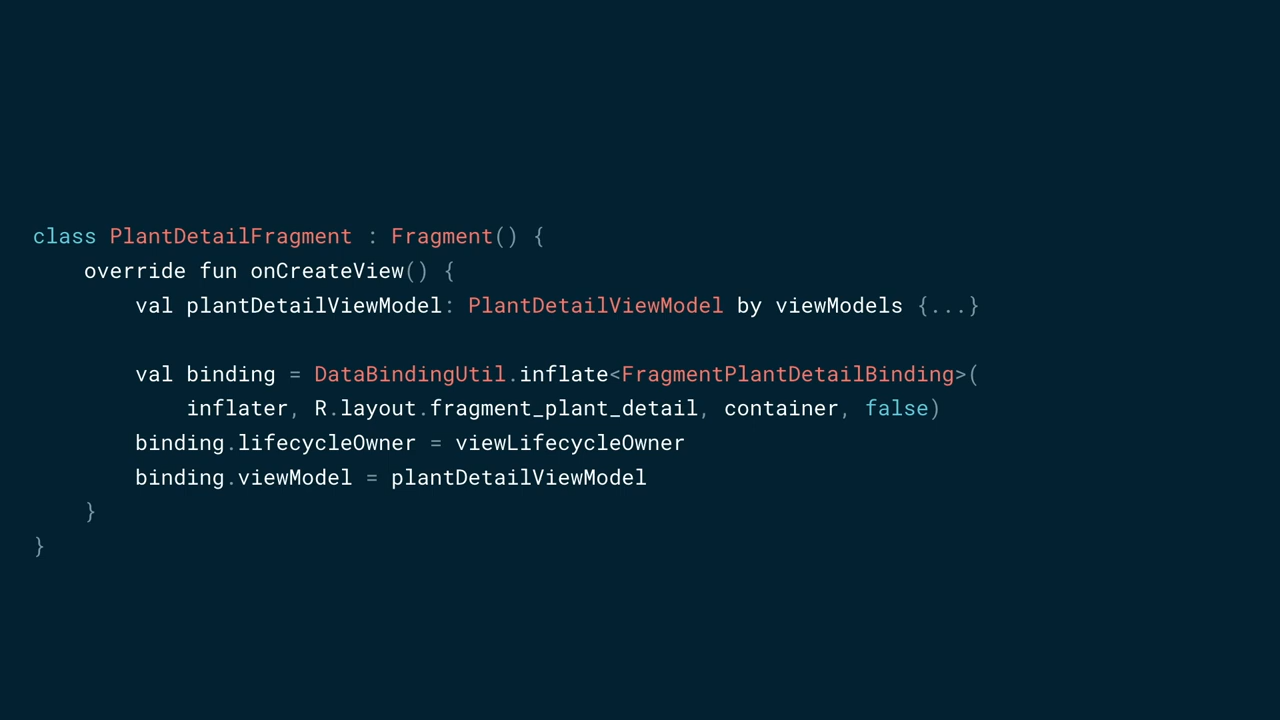 class PlantDetailFragment : Fragment() {
    override fun onCreateView() {
        val plantDetailViewModel: PlantDetailViewModel by viewModels {...}

        val binding = DataBindingUtil.inflate<FragmentPlantDetailBinding>(
            inflater, R.layout.fragment_plant_detail, container, false)
        binding.lifecycleOwner = viewLifecycleOwner
        binding.viewModel = plantDetailViewModel
    }
}